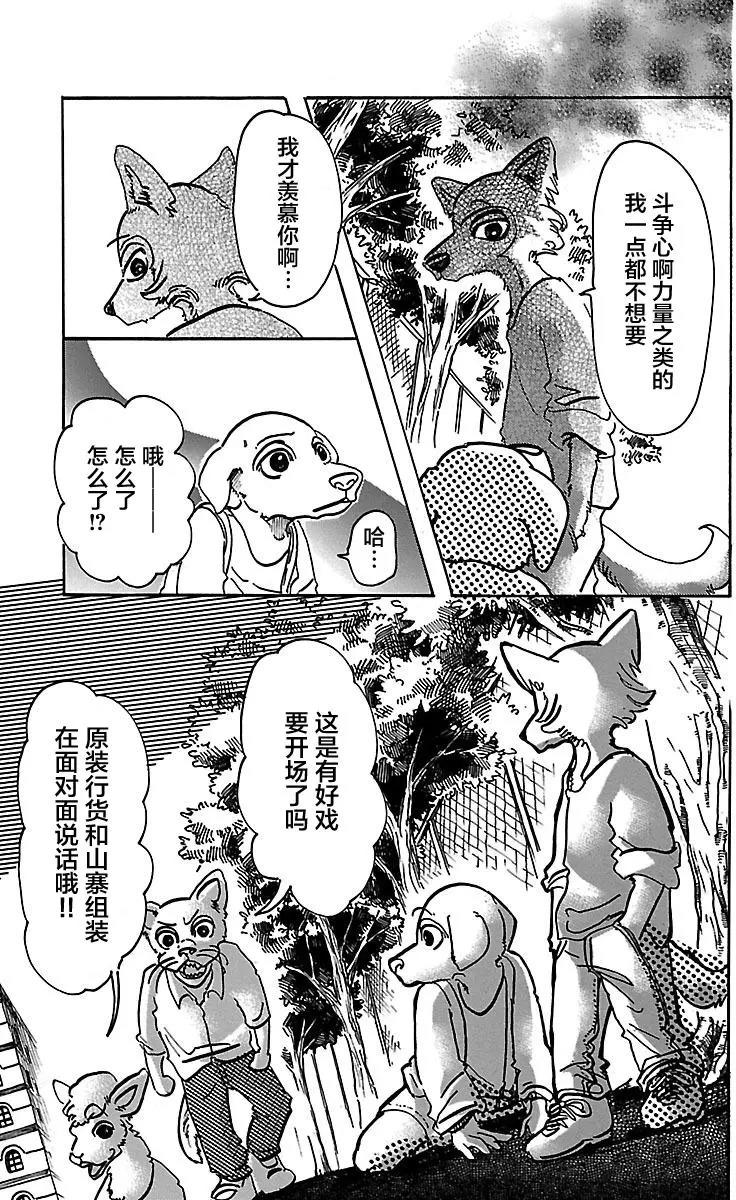 斗争心啊力量之类的
我一点都不想要
我才羡慕你啊…
哈…
哦——
怎么了
怎么了!?
这是有好戏
要开场了吗
原装行货和山寨组装
在面对面说话哦!!